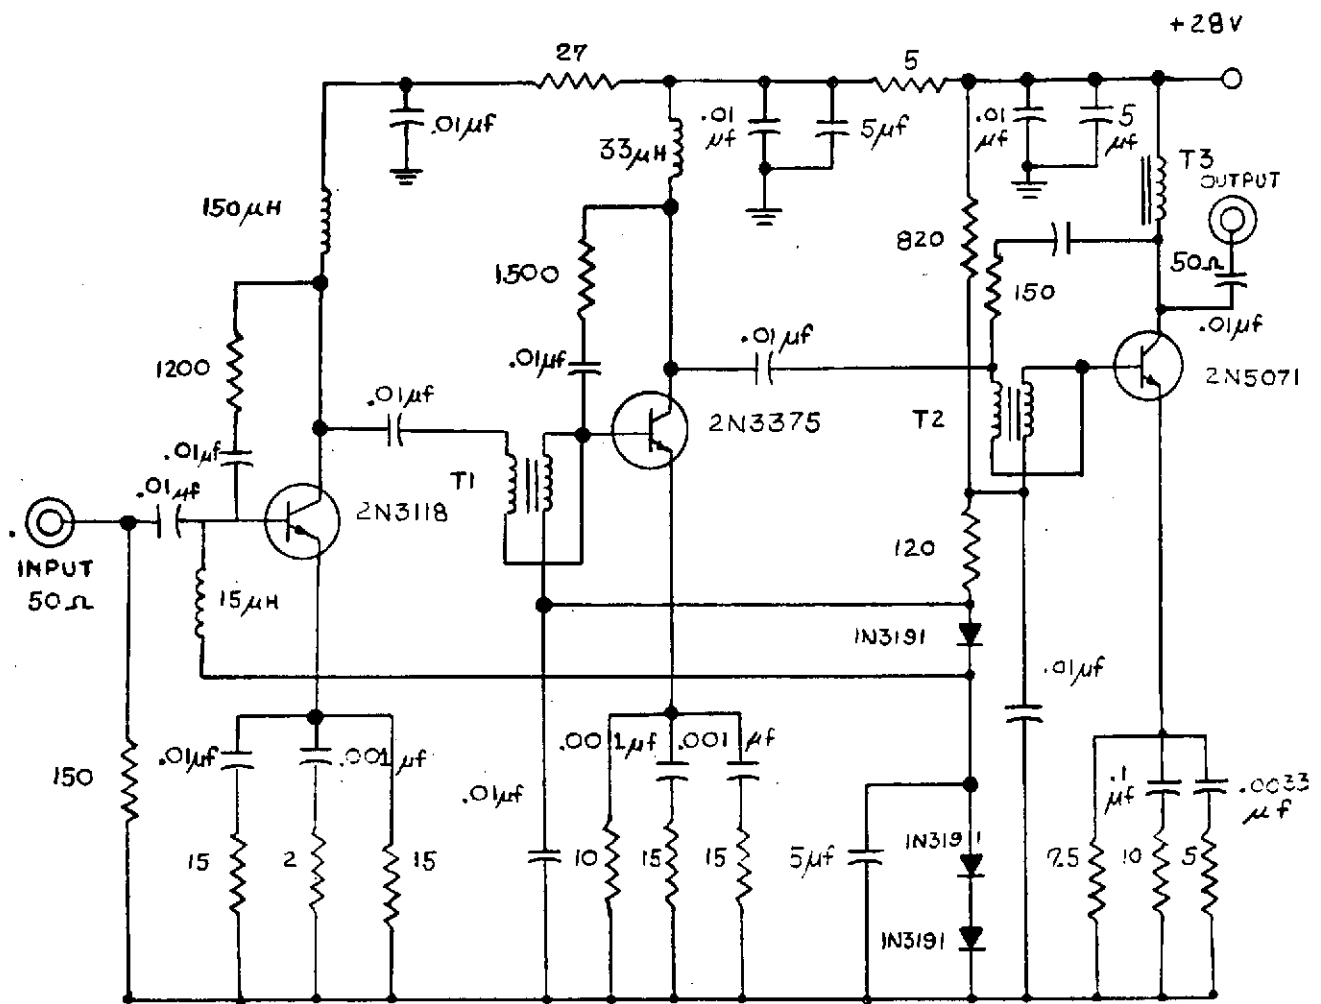 +28V
27
5
.01µf
.01
µf
5µf
.01
µf
5
µf
T3
OUTPUT
50Ω
.01µf
150µH
33µH
820
150
1500
1200
.01µf
.01µf
.01µf
2N5071
.01µf
2N3375
T2
.01µf
.01µf
T1
2N3118
INPUT
50Ω
15µH
120
1N3191
.01µf
150
.01µf
.001µf
.001µf
.001µf
.01µf
.1
µf
.0033
µf
15
2
15
10
15
15
5µf
1N3191
10
5
1N3191